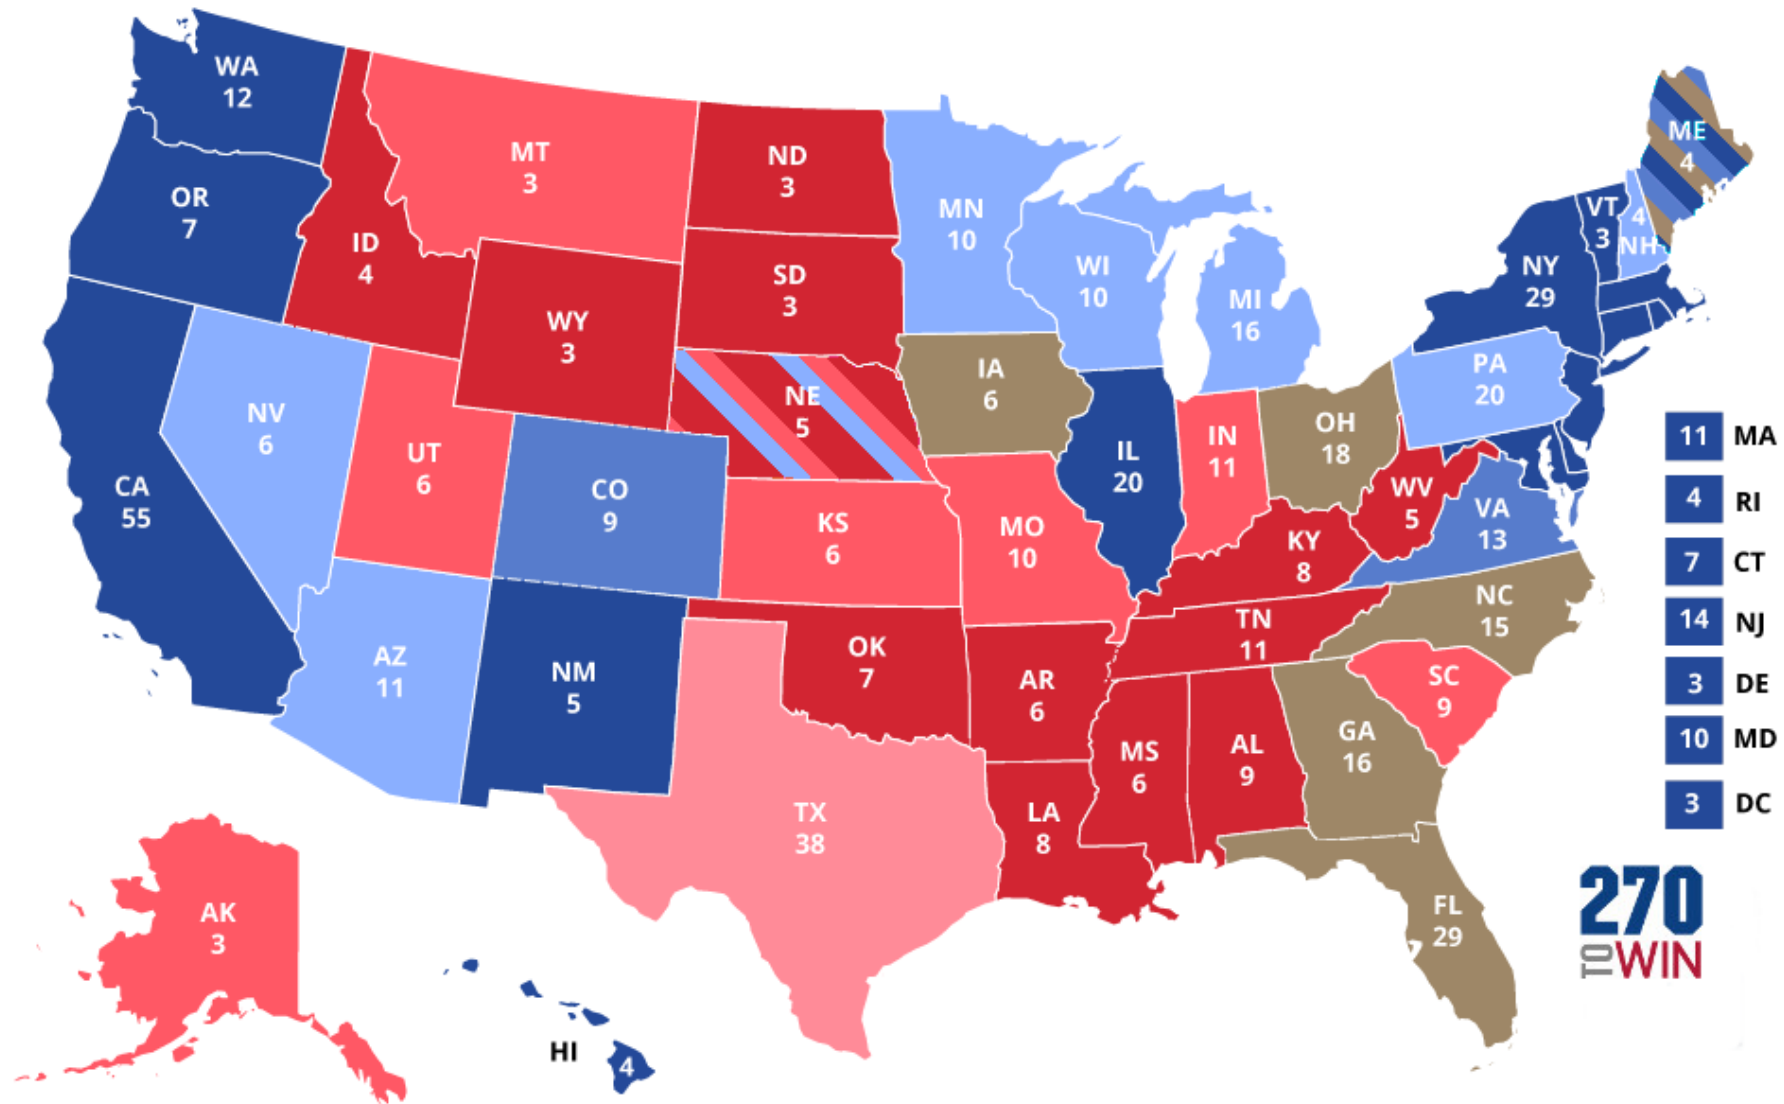 WA
12
OR
7
CA
55
NV
6
ID
4
MT
3
WY
3
UT
6
CO
9
AZ
11
NM
5
ND
3
SD
3
NE
5
KS
6
OK
7
TX
38
MN
10
IA
6
MO
10
AR
6
LA
8
WI
10
IL
20
MI
16
IN
11
OH
18
KY
8
TN
11
MS
6
AL
9
GA
16
FL
29
SC
9
NC
15
VA
13
WV
5
PA
20
NY
29
VT
3
4
NH
ME
4
11 MA
4 RI
7 CT
14 NJ
3 DE
10 MD
3 DC
AK
3
HI
4
270
TO WIN